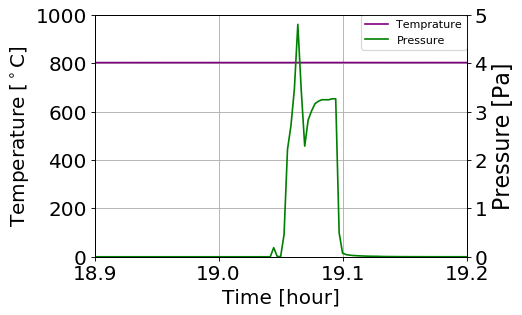 1000
800
600
400
200
0
Temperature [°C]
18.9 19.0 19.1 19.2
Time [hour]
5
4
3
2
1
0
Pressure [Pa]
Temprature
Pressure